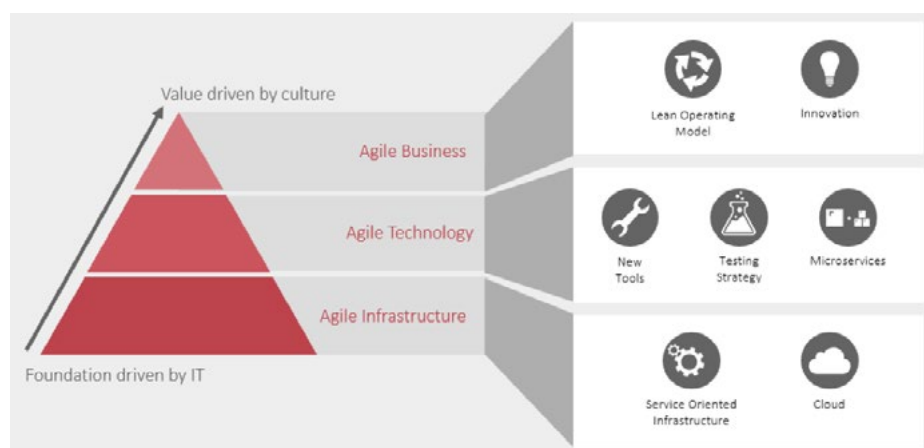 Value driven by culture
Agile Business
Agile Technology
Agile Infrastructure
Foundation driven by IT
Lean Operating
Model
Innovation
New
Tools
Testing
Strategy
Microservices
Service Oriented
Infrastructure
Cloud